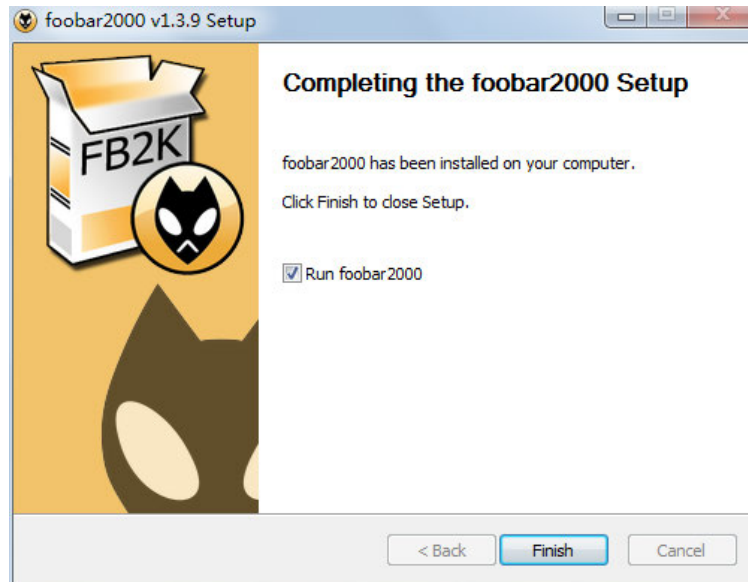 foobar2000 v1.3.9 Setup
Completing the foobar2000 Setup
FB2K
foobar2000 has been installed on your computer.
Click Finish to close Setup.
Run foobar2000
< Back
Finish
Cancel